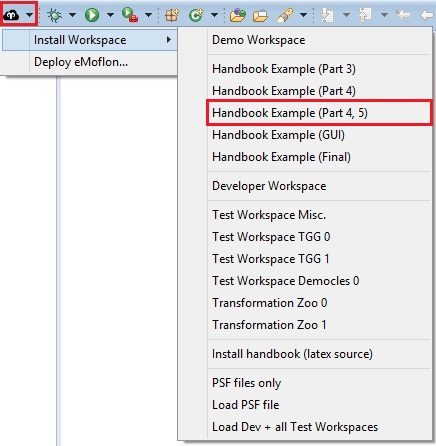 Install Workspace
Deploy eMoflon...
Demo Workspace
Handbook Example (Part 3)
Handbook Example (Part 4)
Handbook Example (Part 4, 5)
Handbook Example (GUI)
Handbook Example (Final)
Developer Workspace
Test Workspace Misc.
Test Workspace TGG 0
Test Workspace TGG 1
Test Workspace Democles 0
Transformation Zoo 0
Transformation Zoo 1
Install handbook (latex source)
PSF files only
Load PSF file
Load Dev + all Test Workspaces